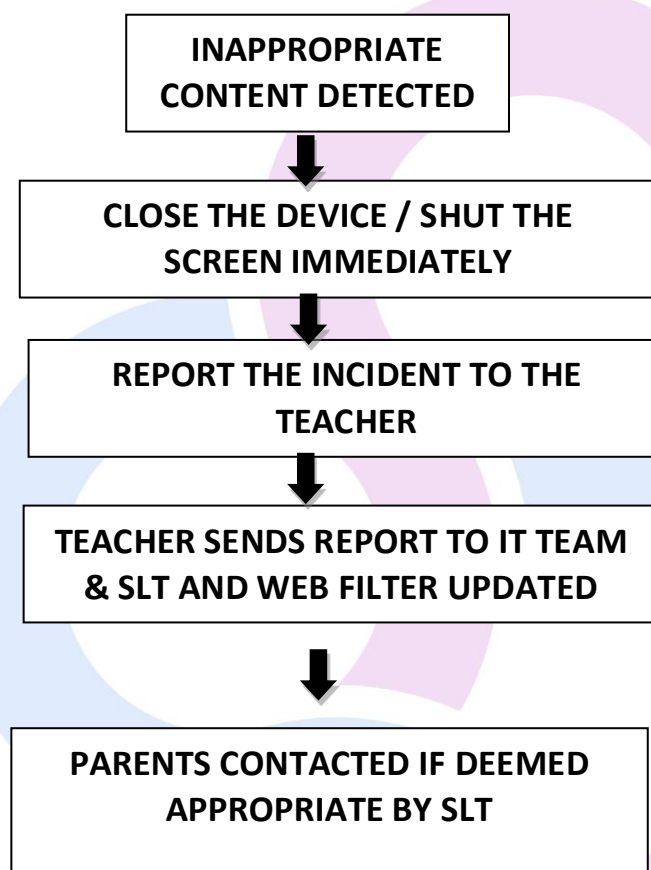 INAPPROPRIATE
CONTENT DETECTED
CLOSE THE DEVICE / SHUT THE
SCREEN IMMEDIATELY
REPORT THE INCIDENT TO THE
TEACHER
TEACHER SENDS REPORT TO IT TEAM
& SLT AND WEB FILTER UPDATED
PARENTS CONTACTED IF DEEMED
APPROPRIATE BY SLT